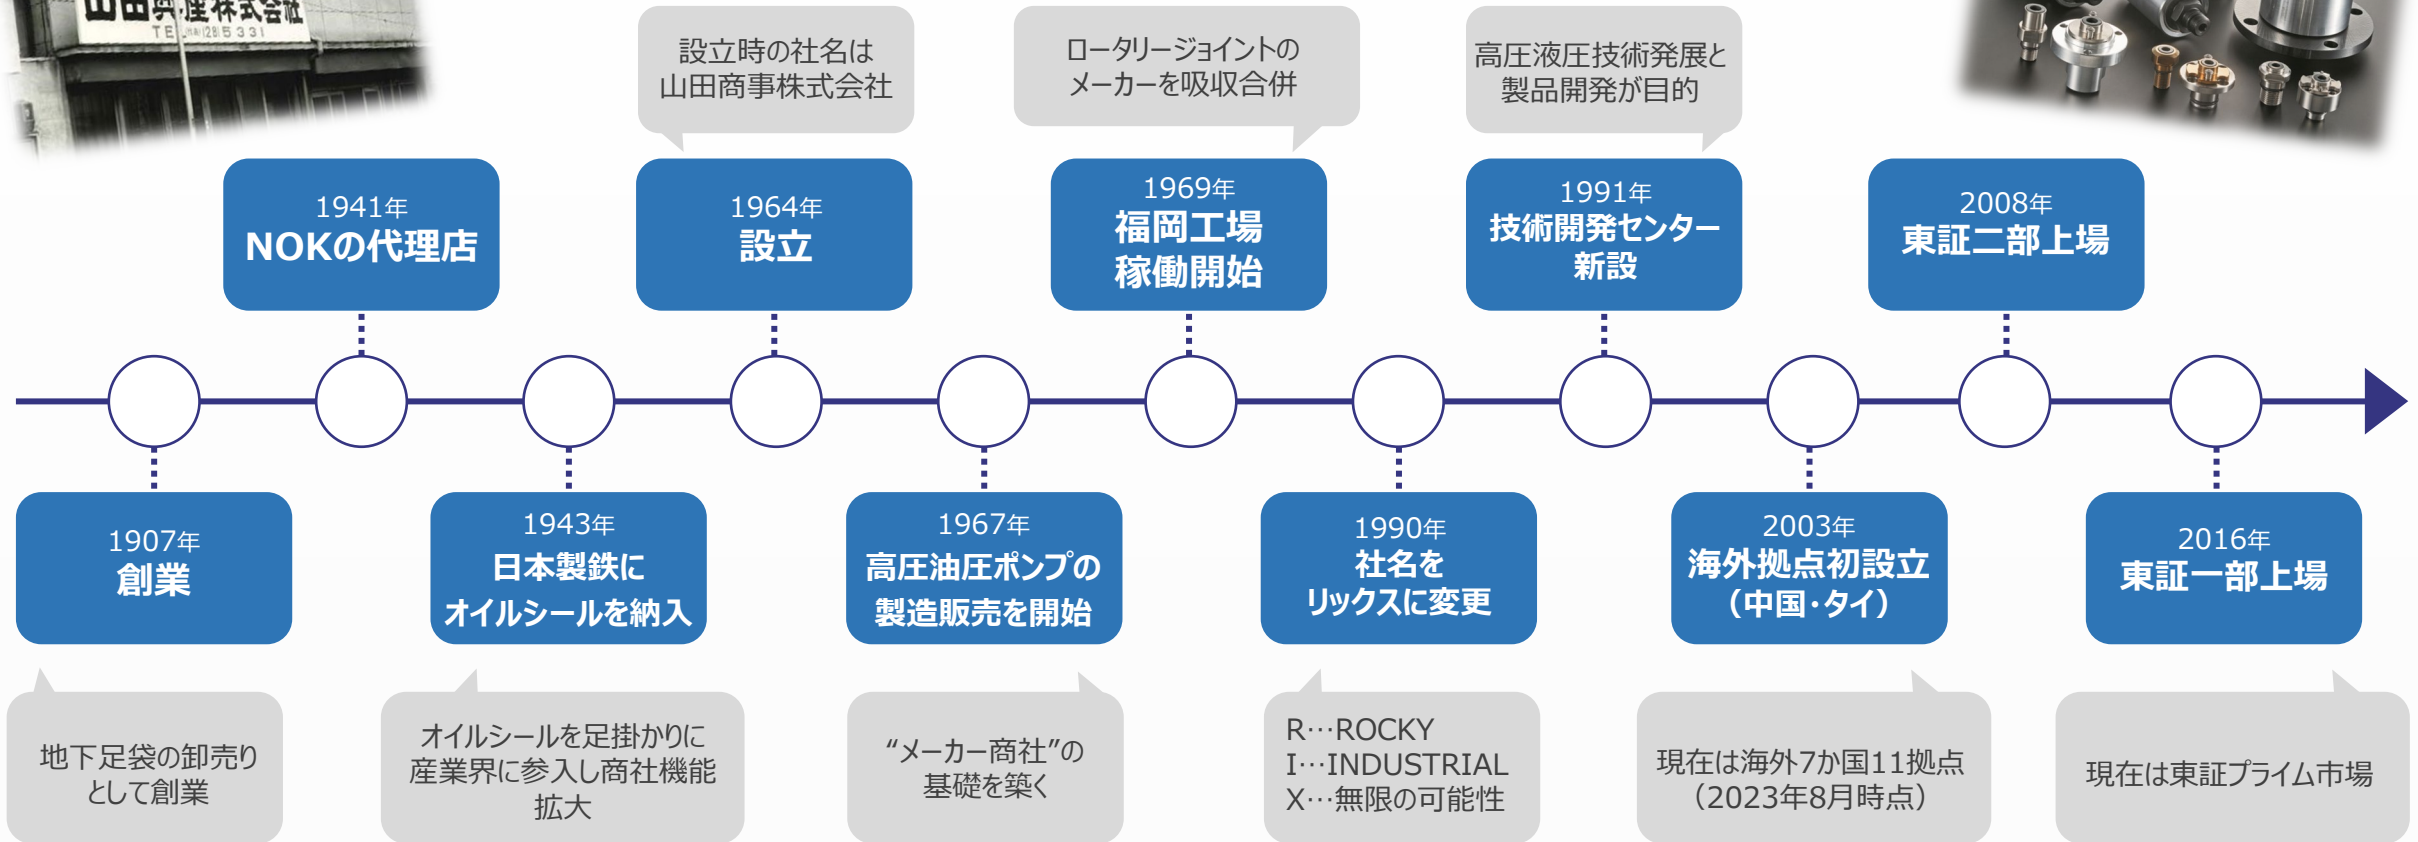 山田興産株式会社
設立時の社名は
山田商事株式会社
ロータリージョイントの
メーカーを吸収合併
高圧液圧技術発展と
製品開発が目的
1941年
NOKの代理店
1964年
設立
1969年
福岡工場
稼働開始
1991年
技術開発センター
新設
2008年
東証二部上場
1907年
創業
1943年
日本製鉄に
オイルシールを納入
1967年
高圧油圧ポンプの
製造販売を開始
1990年
社名を
リックスに変更
2003年
海外拠点初設立
（中国・タイ）
2016年
東証一部上場
地下足袋の卸売り
として創業
オイルシールを足掛かりに
産業界に参入し商社機能
拡大
“メーカー商社”の
基礎を築く
R…ROCKY
I…INDUSTRIAL
X…無限の可能性
現在は海外7か国11拠点
（2023年8月時点）
現在は東証プライム市場